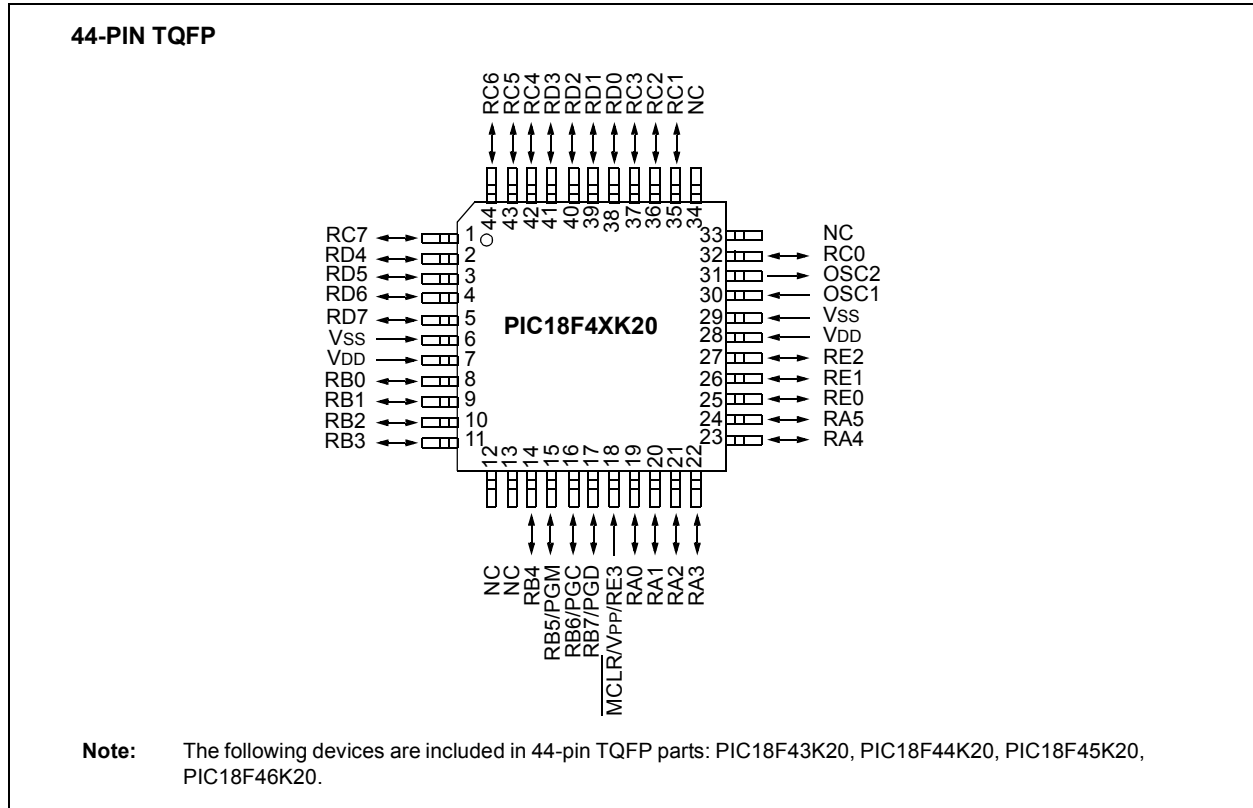 44-PIN TQFP
RC6
RC5
RC4
RD3
RD2
RD1
RD0
RC3
RC2
RC1
NC
44
43
42
41
40
39
38
37
36
35
34
RC7 1
RD4 2
RD5 3
RD6 4
RD7 5
VSS 6
VDD 7
RB0 8
RB1 9
RB2 10
RB3 11
PIC18F4XK20
33 NC
32 RC0
31 OSC2
30 OSC1
29 VSS
28 VDD
27 RE2
26 RE1
25 RE0
24 RA5
23 RA4
12
13
14
15
16
17
18
19
20
21
22
NC
NC
RB4
RB5/PGM
RB6/PGC
RB7/PGD
MCLR/VPP/RE3
RA0
RA1
RA2
RA3
Note: The following devices are included in 44-pin TQFP parts: PIC18F43K20, PIC18F44K20, PIC18F45K20,
PIC18F46K20.